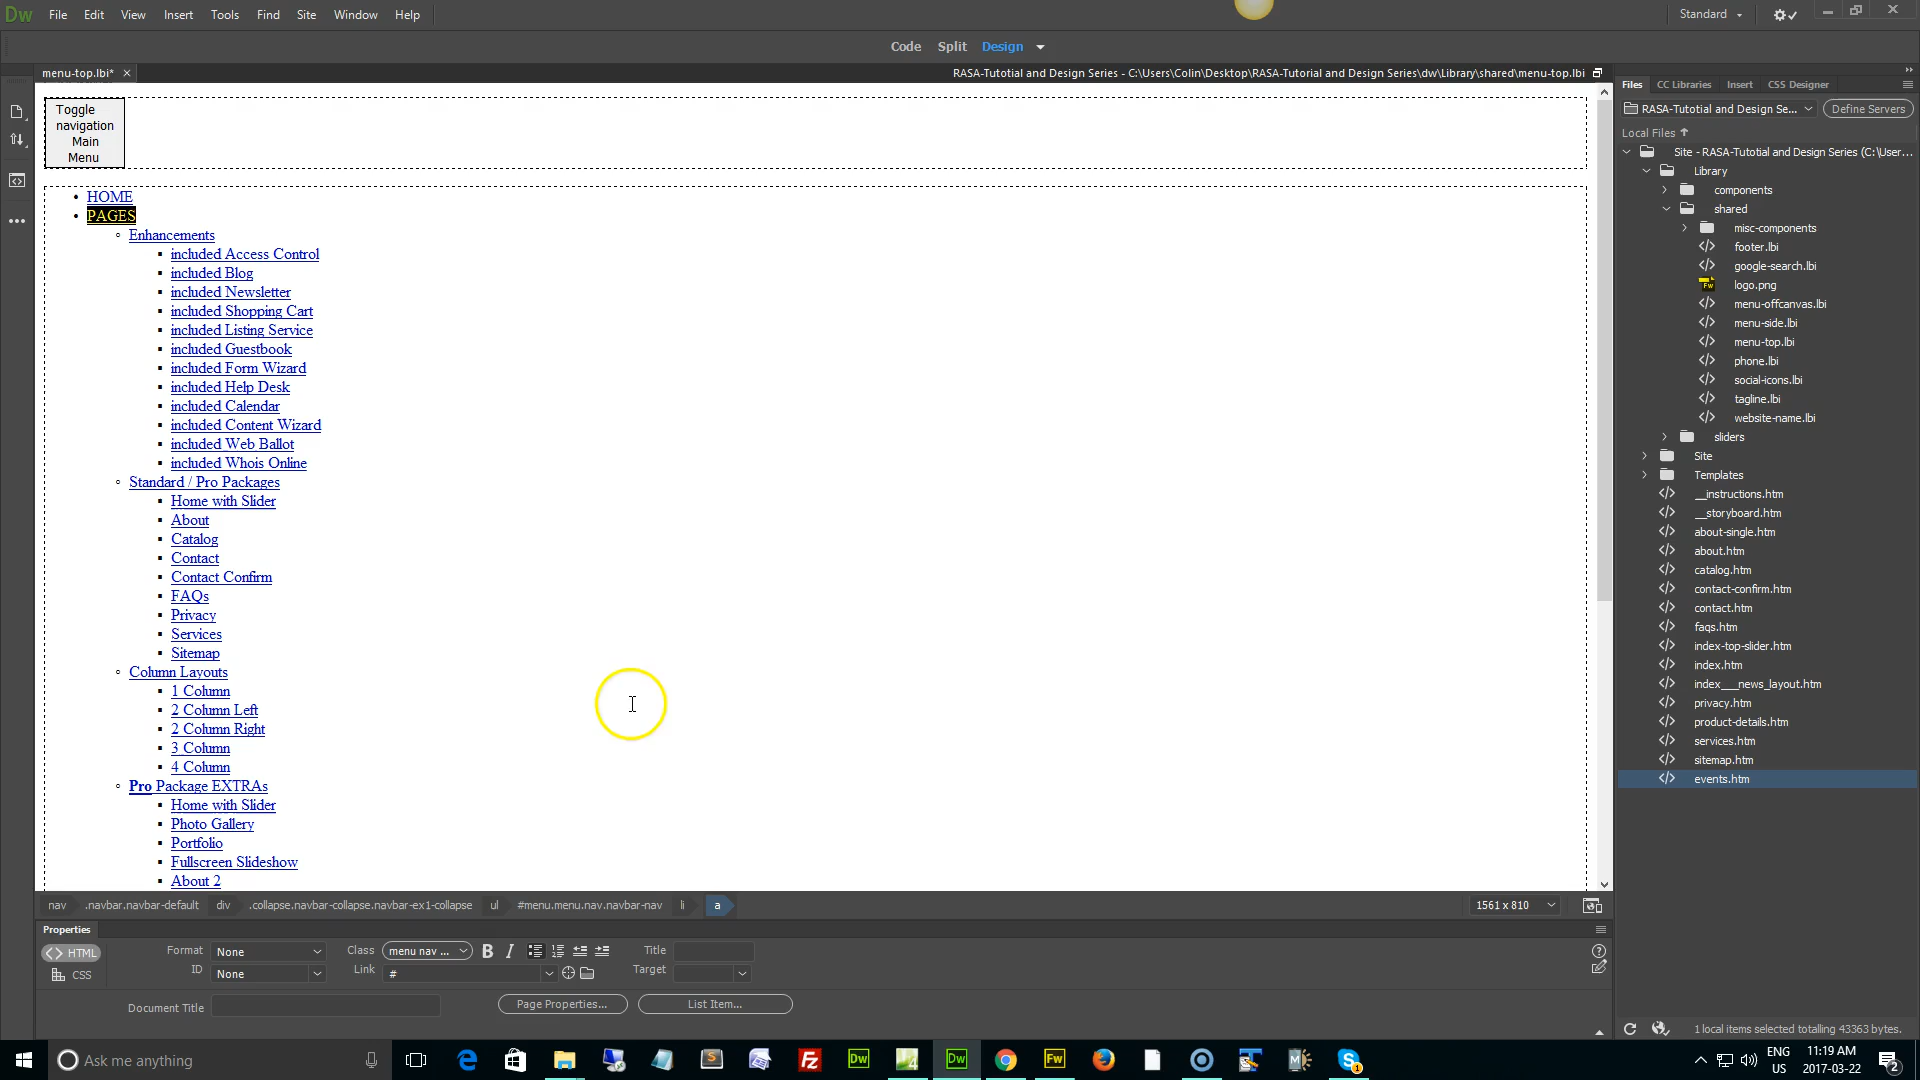 Dw File Edit View Insert Tools Find Site Window Help Standard
Code Split Design
menu-top.lbi* × RASA-Tutotial and Design Series - C:\Users\Colin\Desktop\RASA-Tutorial and Design Series\dw\Library\shared\menu-top.lbi
Toggle
navigation
Main
Menu
HOME
PAGES
Enhancements
included Access Control
included Blog
included Newsletter
included Shopping Cart
included Listing Service
included Guestbook
included Form Wizard
included Help Desk
included Calendar
included Content Wizard
included Web Ballot
included Whois Online
Standard / Pro Packages
Home with Slider
About
Catalog
Contact
Contact Confirm
FAQs
Privacy
Services
Sitemap
Column Layouts
1 Column
2 Column Left
2 Column Right
3 Column
4 Column
Pro Package EXTRAs
Home with Slider
Photo Gallery
Portfolio
Fullscreen Slideshow
About 2
nav .navbar.navbar-default div .collapse.navbar-collapse.navbar-ex1-collapse ul #menu.menu.nav.navbar-nav li a 1561 x 810
Properties
<> HTML Format None Class menu nav ... B I Title
CSS ID None Link # Target
Document Title Page Properties... List Item...
Files CC Libraries Insert CSS Designer
RASA-Tutotial and Design Se... Define Servers
Local Files
Site - RASA-Tutotial and Design Series (C:\User...
Library
components
shared
misc-components
footer.lbi
google-search.lbi
logo.png
menu-offcanvas.lbi
menu-side.lbi
menu-top.lbi
phone.lbi
social-icons.lbi
tagline.lbi
website-name.lbi
sliders
Site
Templates
__instructions.htm
__storyboard.htm
about-single.htm
about.htm
catalog.htm
contact-confirm.htm
contact.htm
faqs.htm
index-top-slider.htm
index.htm
index___news_layout.htm
privacy.htm
product-details.htm
services.htm
sitemap.htm
events.htm
1 local items selected totalling 43363 bytes.
Ask me anything
ENG 11:19 AM
US 2017-03-22